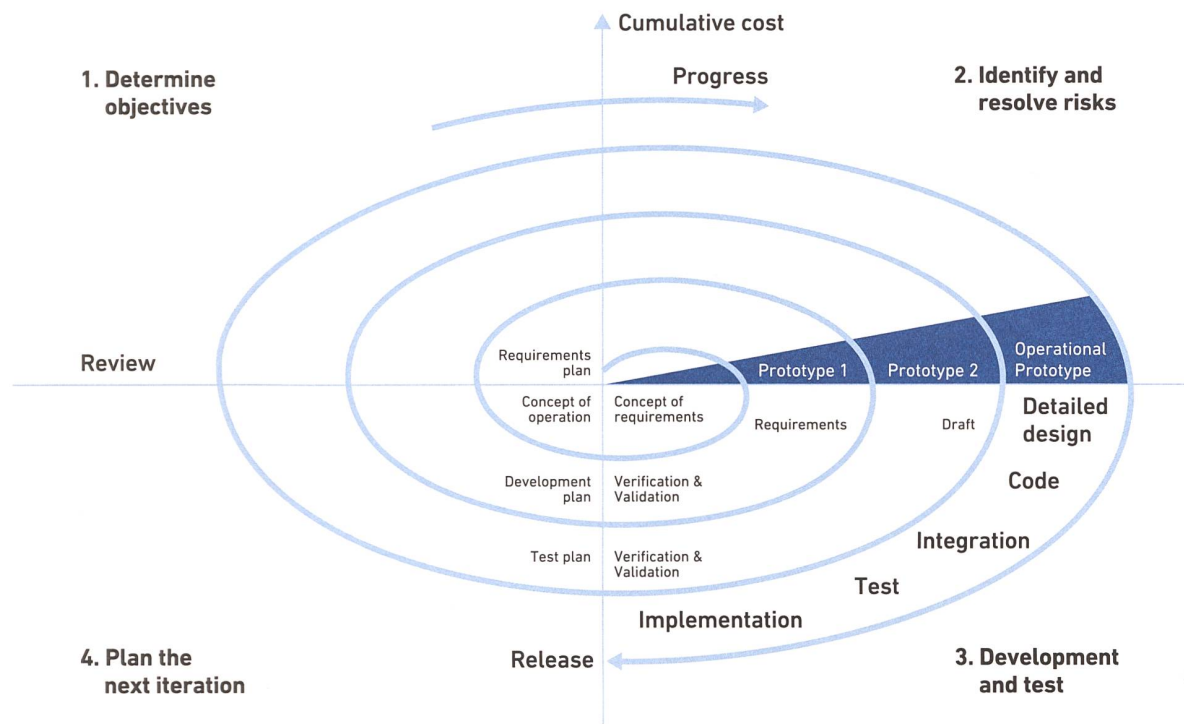 Cumulative cost
1. Determine
objectives
Progress
2. Identify and
resolve risks
Review
Requirements
plan
Prototype 1
Prototype 2
Operational
Prototype
Concept of
operation
Concept of
requirements
Requirements
Draft
Detailed
design
Development
plan
Verification &
Validation
Code
Test plan
Verification &
Validation
Integration
Test
Implementation
Release
4. Plan the
next iteration
3. Development
and test